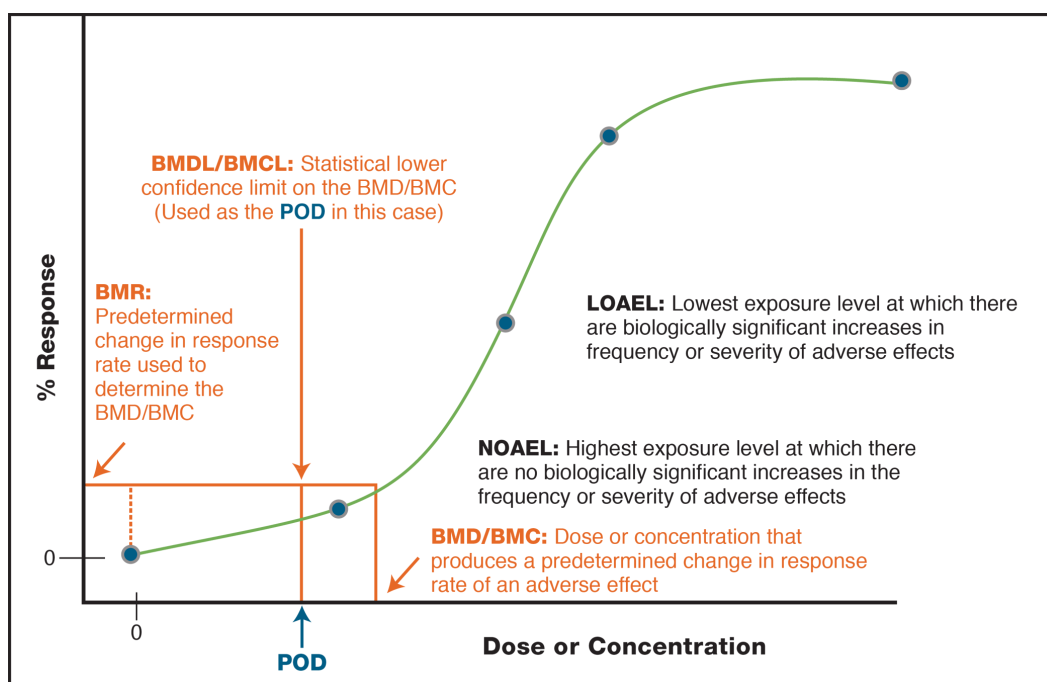 BMDL/BMCL: Statistical lower
confidence limit on the BMD/BMC
(Used as the POD in this case)
BMR:
Predetermined
change in response
rate used to
determine the
BMD/BMC
LOAEL: Lowest exposure level at which there
are biologically significant increases in
frequency or severity of adverse effects
NOAEL: Highest exposure level at which there
are no biologically significant increases in the
frequency or severity of adverse effects
BMD/BMC: Dose or concentration that
produces a predetermined change in response
rate of an adverse effect
% Response
0
0
POD
Dose or Concentration